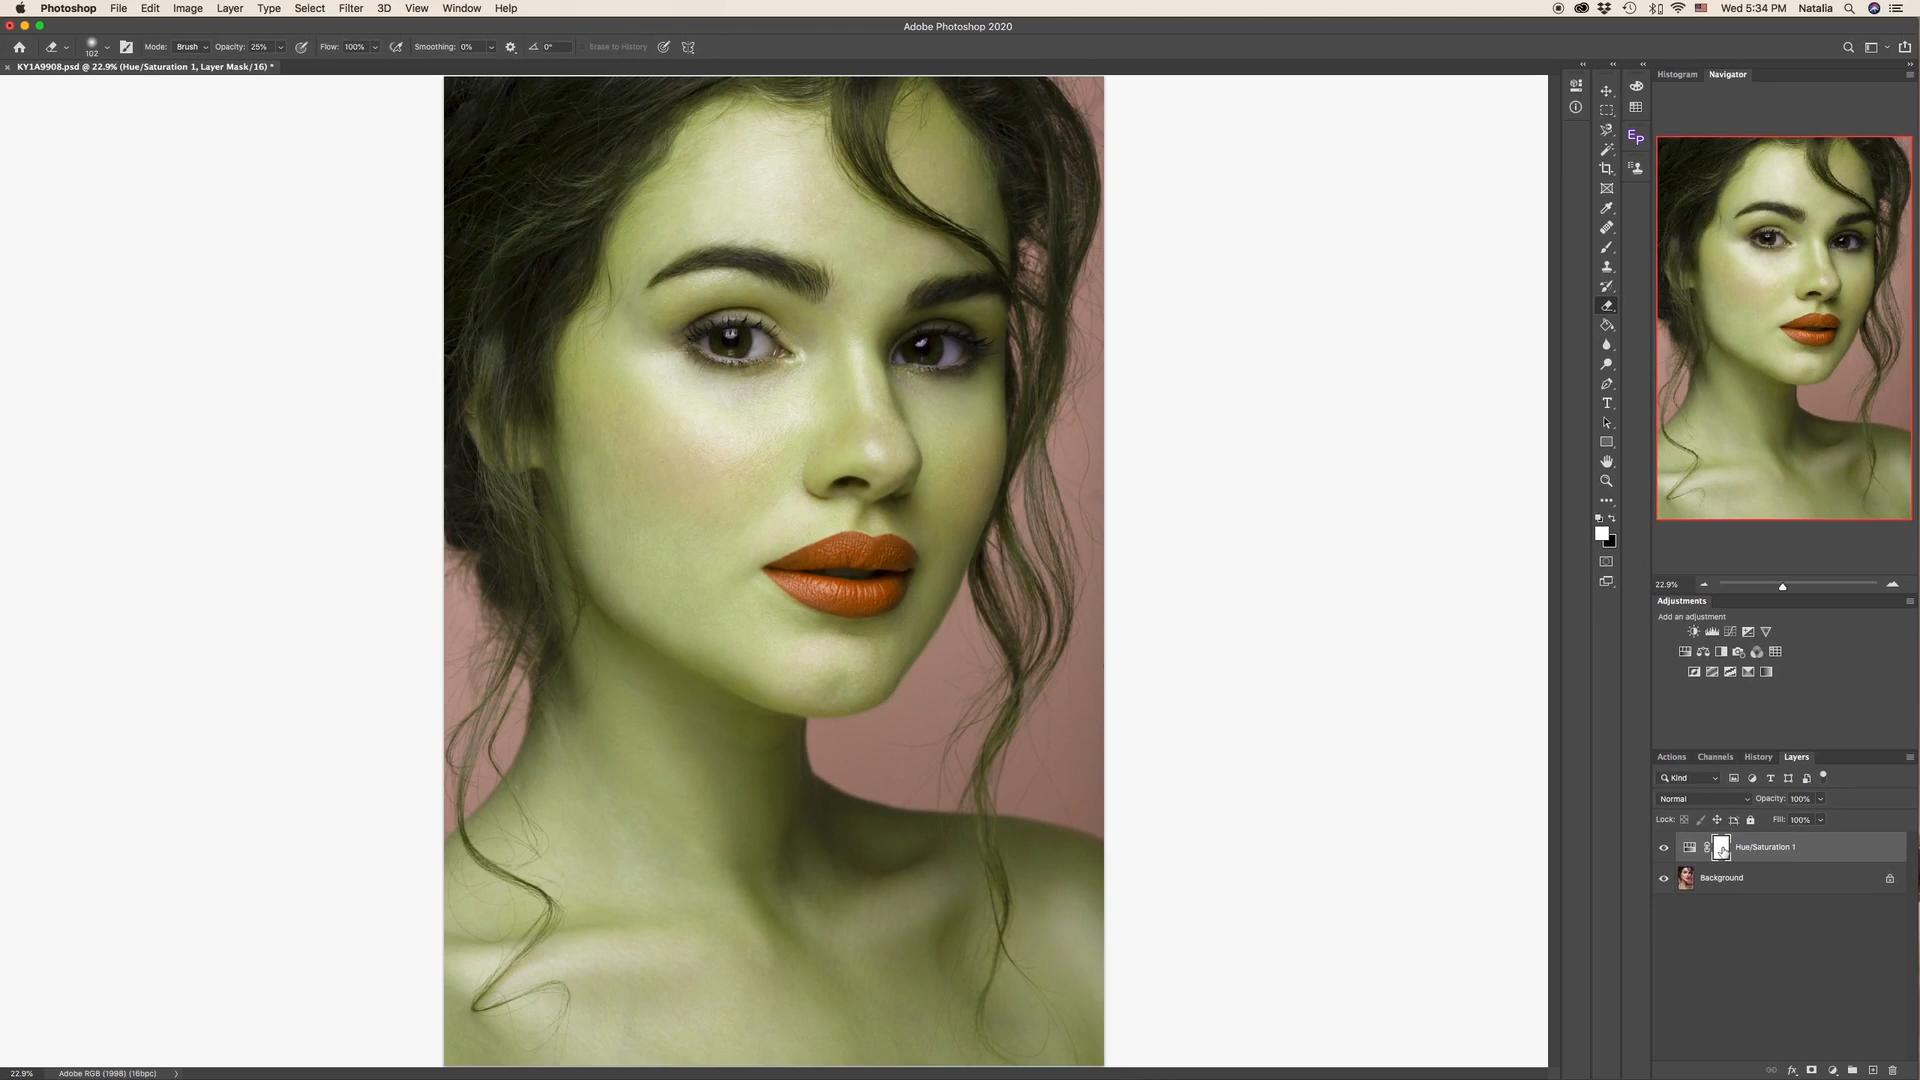 Photoshop File Edit Image Layer Type Select Filter 3D View Window Help Wed 5:34 PM Natalia
Adobe Photoshop 2020
102 Mode: Brush Opacity: 25% Flow: 100% Smoothing: 0% 0° Erase to History
KY1A9908.psd @ 22.9% (Hue/Saturation 1, Layer Mask/16) *
Histogram Navigator
Ep
22.9%
Adjustments
Add an adjustment
Actions Channels History Layers
Kind
Normal Opacity: 100%
Lock: Fill: 100%
Hue/Saturation 1
Background
fx
22.9% Adobe RGB (1998) (16bpc)